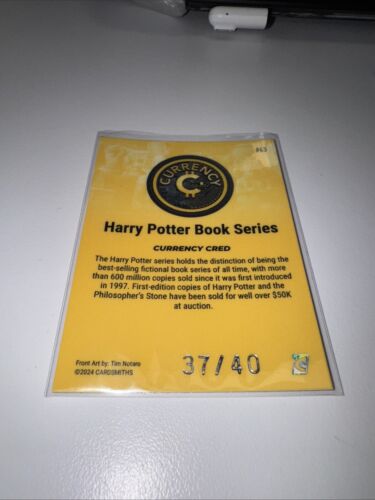 #63
CURRENCY
C
Harry Potter Book Series
CURRENCY CRED
The Harry Potter series holds the distinction of being the
best-selling fictional book series of all time, with more
than 600 million copies sold since it was first introduced
in 1997. First-edition copies of Harry Potter and the
Philosopher's Stone have been sold for well over $50K
at auction.
37/40
Front Art by: Tim Notaro
©2024 CARDSMITHS